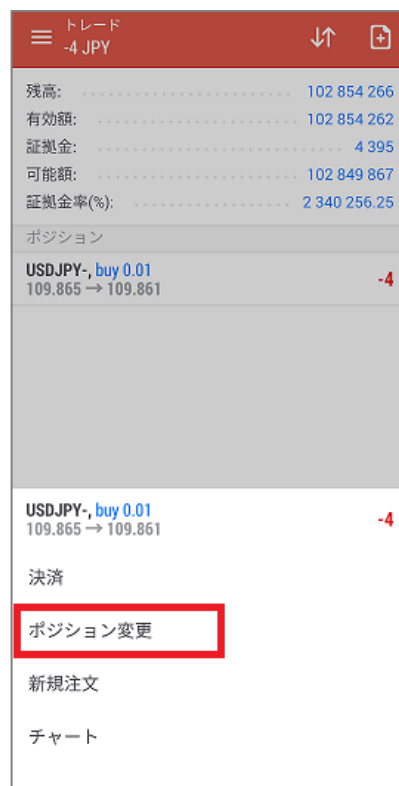 トレード
-4 JPY
残高: 102 854 266
有効額: 102 854 262
証拠金: 4 395
可能額: 102 849 867
証拠金率(%): 2 340 256.25
ポジション
USDJPY-, buy 0.01
109.865 → 109.861
-4
USDJPY-, buy 0.01
109.865 → 109.861
-4
決済
ポジション変更
新規注文
チャート